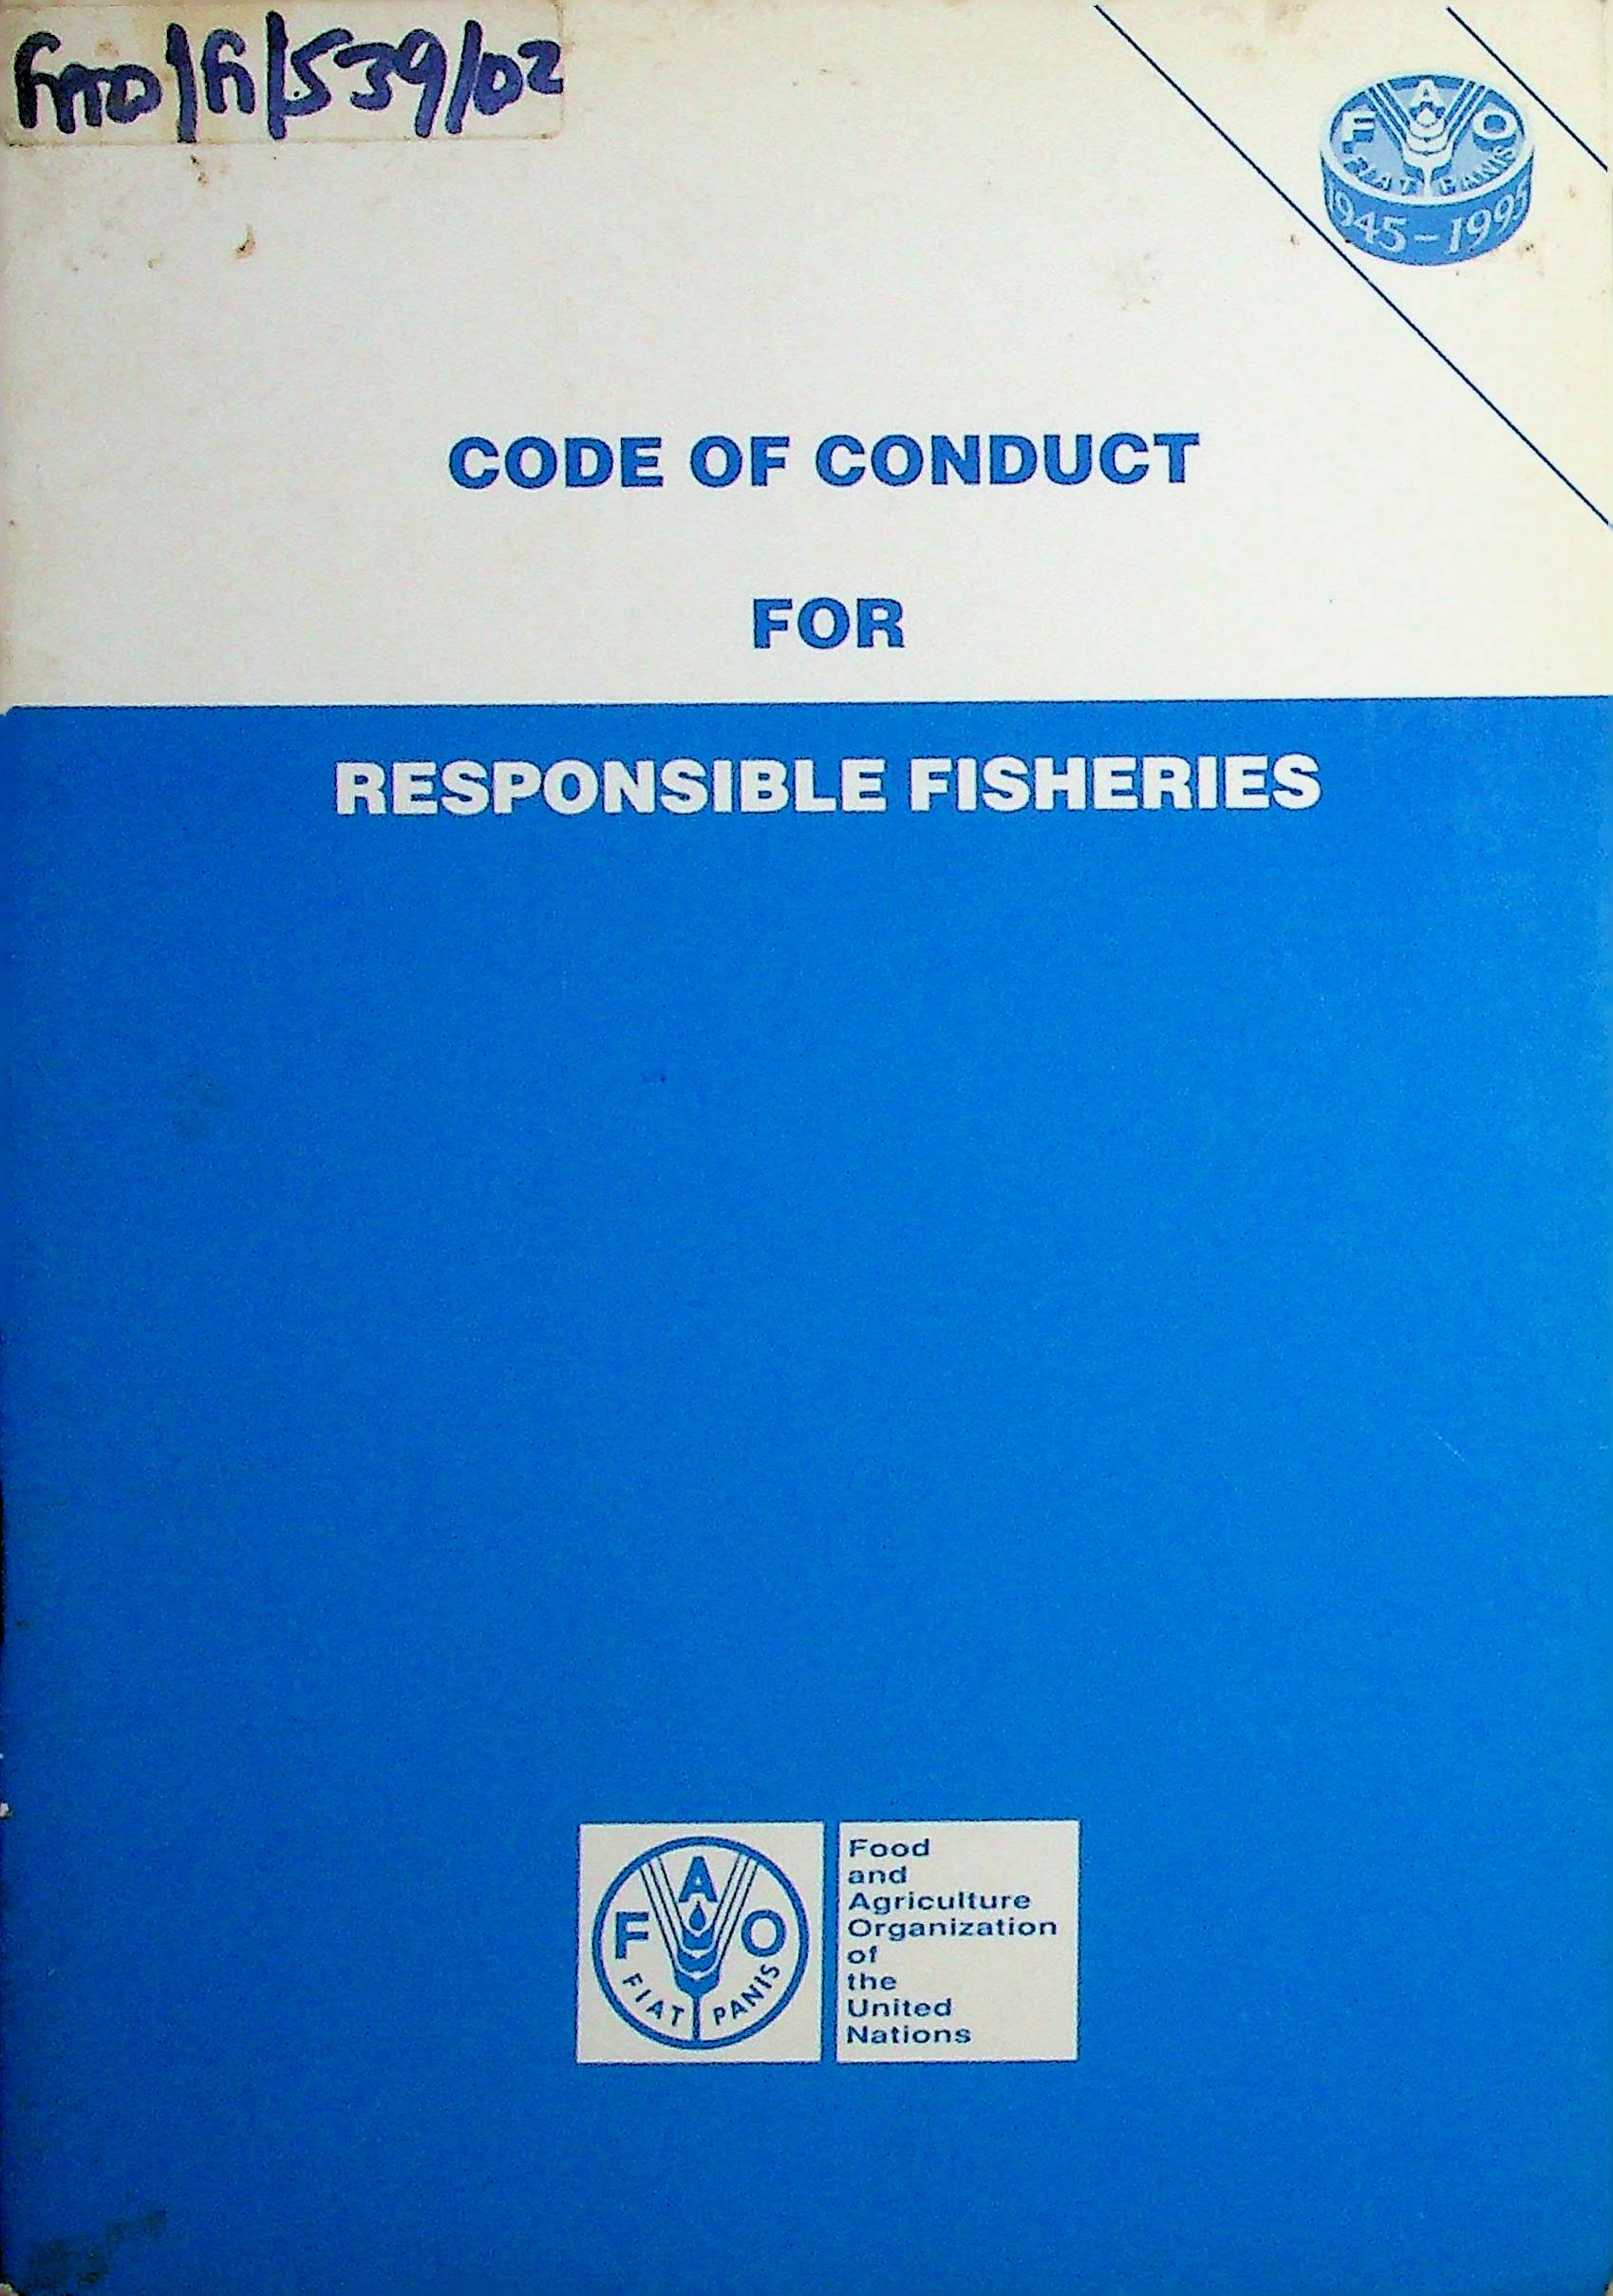 fmo/fi/539/02
F A O
FIAT PANIS
1945-1995
CODE OF CONDUCT
FOR
RESPONSIBLE FISHERIES
F A O
FIAT PANIS
Food
and
Agriculture
Organization
of
the
United
Nations